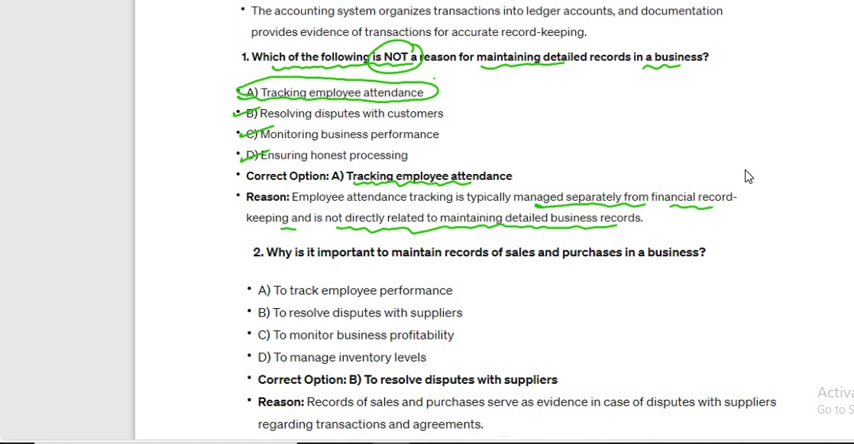 • The accounting system organizes transactions into ledger accounts, and documentation
provides evidence of transactions for accurate record-keeping.
1. Which of the following is NOT a reason for maintaining detailed records in a business?
• A) Tracking employee attendance
• B) Resolving disputes with customers
• C) Monitoring business performance
• D) Ensuring honest processing
• Correct Option: A) Tracking employee attendance
• Reason: Employee attendance tracking is typically managed separately from financial record-
keeping and is not directly related to maintaining detailed business records.
2. Why is it important to maintain records of sales and purchases in a business?
• A) To track employee performance
• B) To resolve disputes with suppliers
• C) To monitor business profitability
• D) To manage inventory levels
• Correct Option: B) To resolve disputes with suppliers
• Reason: Records of sales and purchases serve as evidence in case of disputes with suppliers
regarding transactions and agreements.
Activa
Go to S